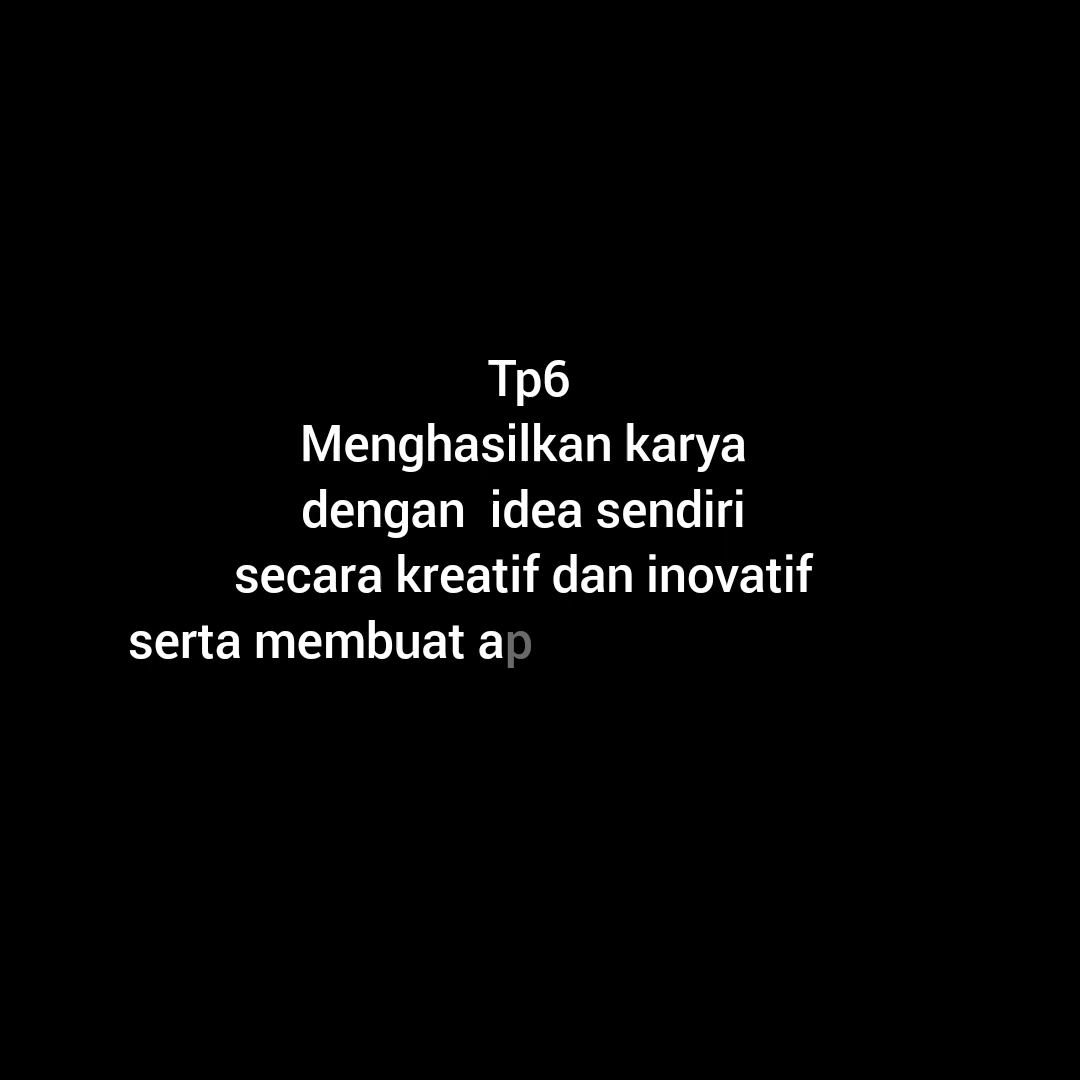 Tp6
Menghasilkan karya
dengan  idea sendiri
secara kreatif dan inovatif
serta membuat ap